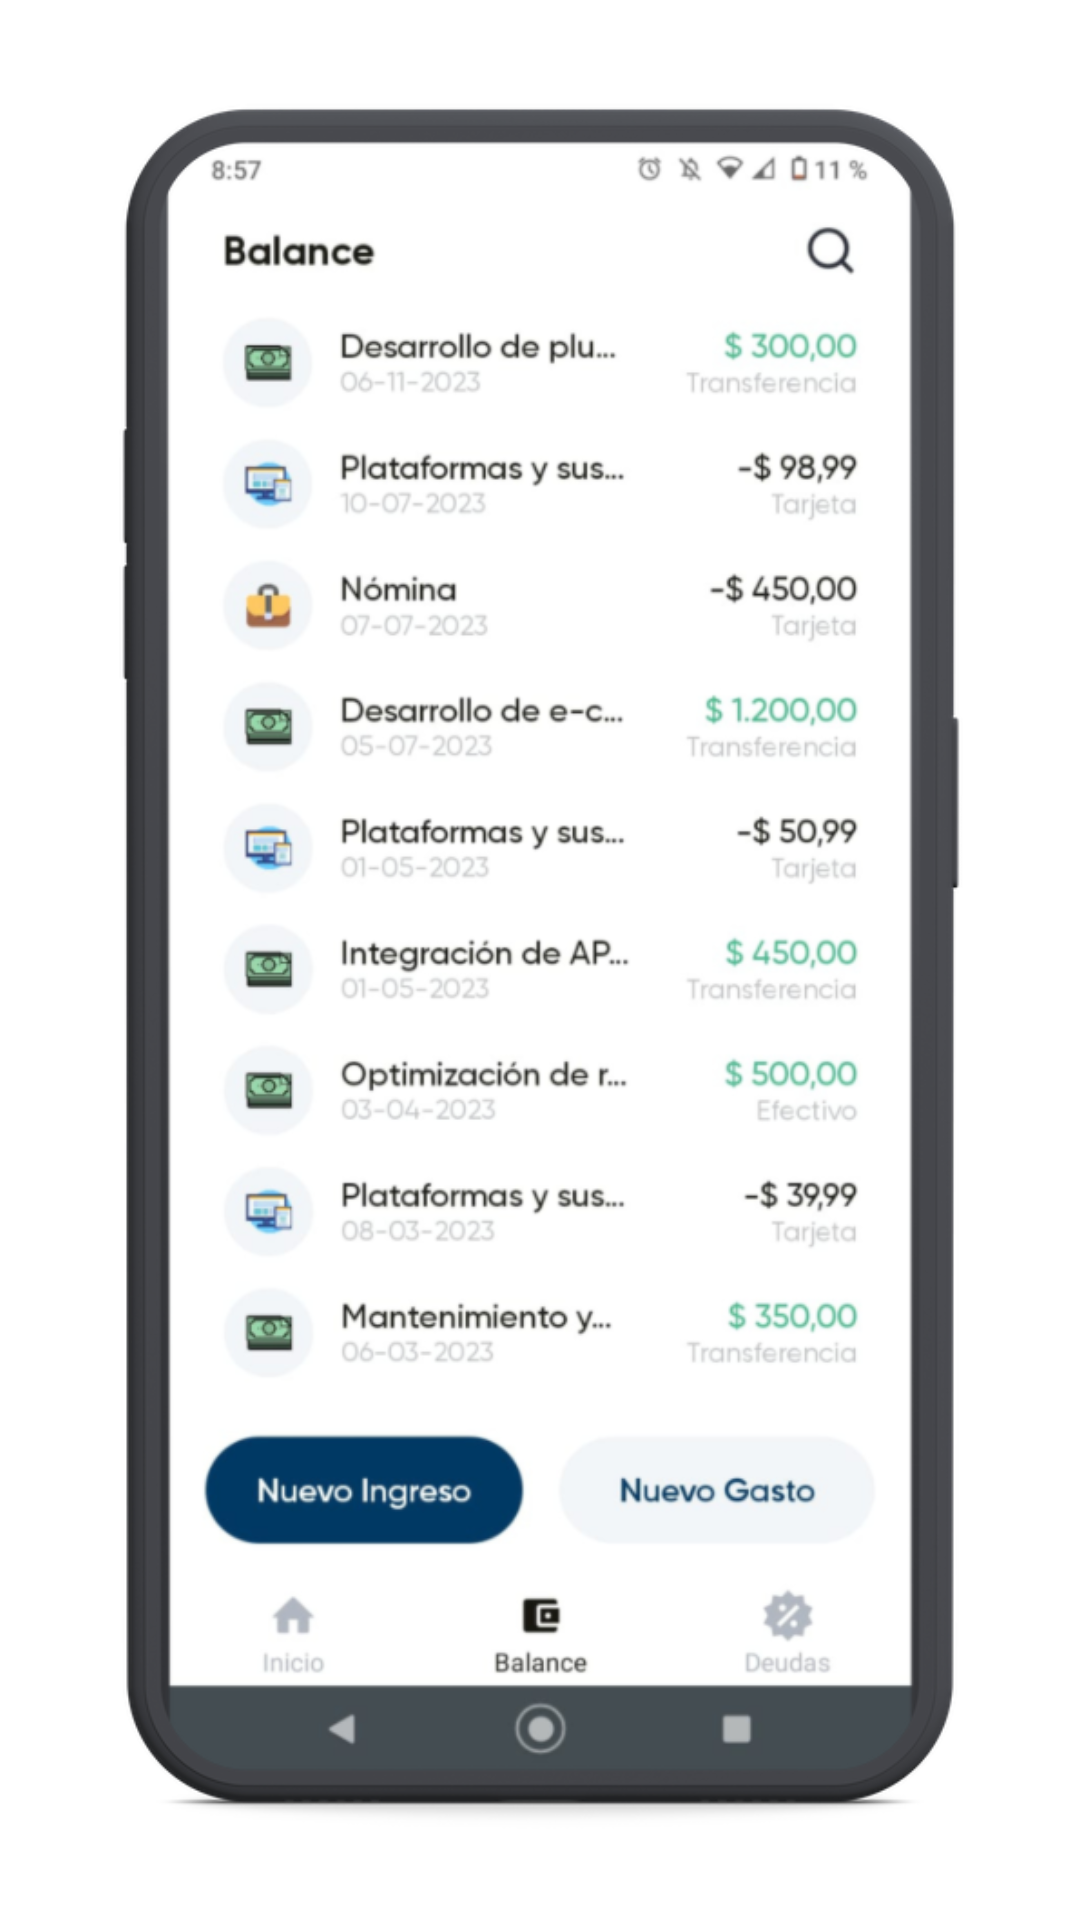 8:57 11 %
Balance
Desarrollo de plu... $ 300,00
06-11-2023 Transferencia
Plataformas y sus... -$ 98,99
10-07-2023 Tarjeta
Nómina -$ 450,00
07-07-2023 Tarjeta
Desarrollo de e-c... $ 1.200,00
05-07-2023 Transferencia
Plataformas y sus... -$ 50,99
01-05-2023 Tarjeta
Integración de AP... $ 450,00
01-05-2023 Transferencia
Optimización de r... $ 500,00
03-04-2023 Efectivo
Plataformas y sus... -$ 39,99
08-03-2023 Tarjeta
Mantenimiento y... $ 350,00
06-03-2023 Transferencia
Nuevo Ingreso Nuevo Gasto
Inicio Balance Deudas